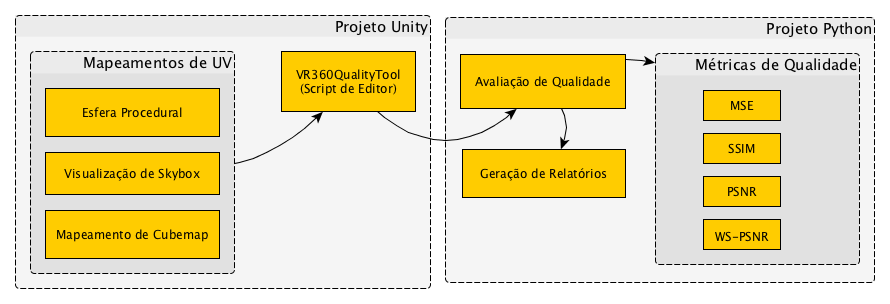 Projeto Unity
Mapeamentos de UV
Esfera Procedural
Visualização de Skybox
Mapeamento de Cubemap
VR360QualityTool
(Script de Editor)
Projeto Python
Avaliação de Qualidade
Geração de Relatórios
Métricas de Qualidade
MSE
SSIM
PSNR
WS-PSNR